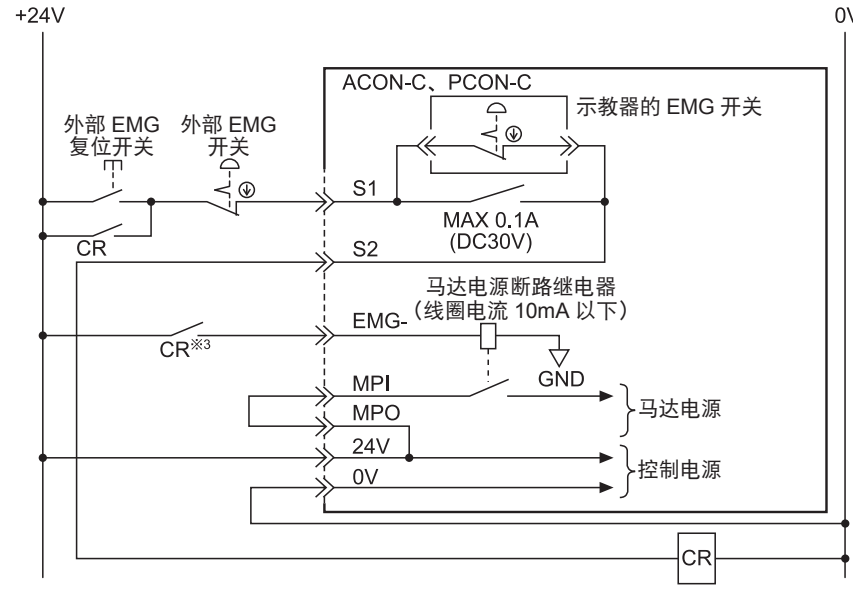 +24V
0V
ACON-C、PCON-C
示教器的 EMG 开关
外部 EMG
复位开关
外部 EMG
开关
S1
MAX 0.1A
(DC30V)
CR
S2
马达电源断路继电器
（线圈电流 10mA 以下）
EMG-
CR※3
GND
MPI
MPO
马达电源
24V
0V
控制电源
CR